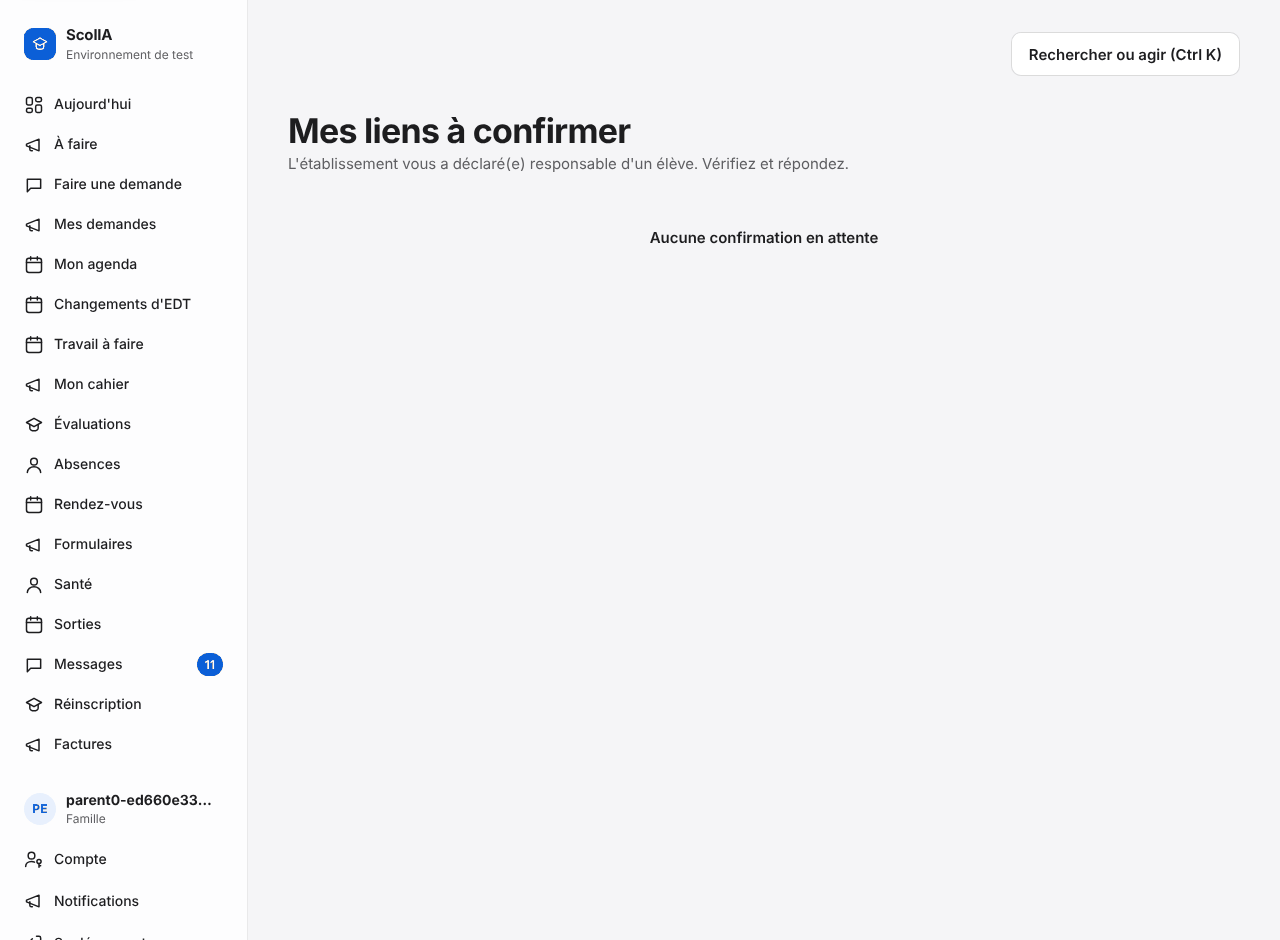 ScolIA
Environnement de test
Aujourd'hui
À faire
Faire une demande
Mes demandes
Mon agenda
Changements d'EDT
Travail à faire
Mon cahier
Évaluations
Absences
Rendez-vous
Formulaires
Santé
Sorties
Messages 11
Réinscription
Factures
PE parent0-ed660e33...
Famille
Compte
Notifications
Rechercher ou agir (Ctrl K)
Mes liens à confirmer
L'établissement vous a déclaré(e) responsable d'un élève. Vérifiez et répondez.
Aucune confirmation en attente